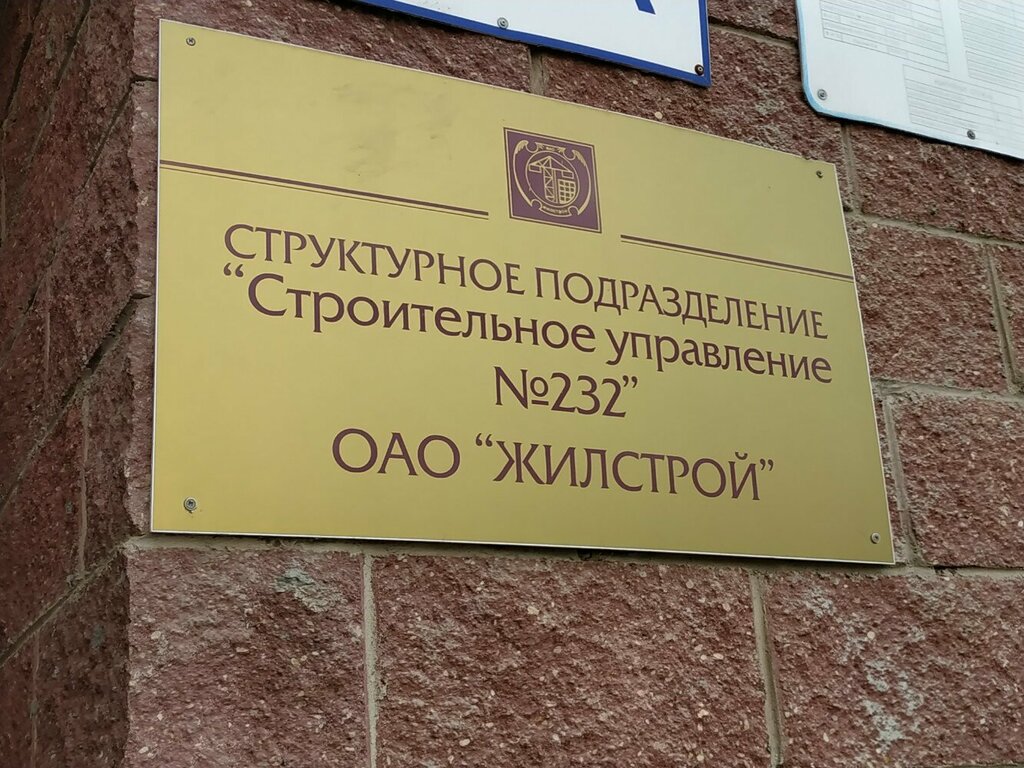 СТРУКТУРНОЕ ПОДРАЗДЕЛЕНИЕ
“Строительное управление
№232”
ОАО “ЖИЛСТРОЙ”